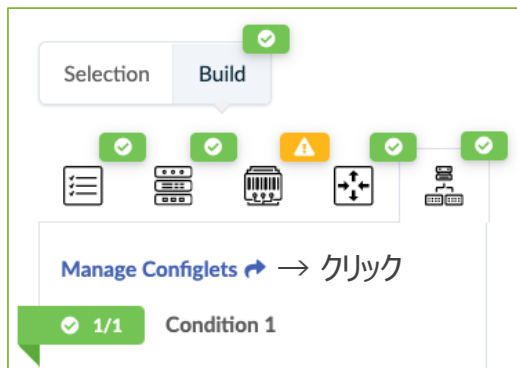 Selection Build
Manage Configlets → クリック
1/1 Condition 1